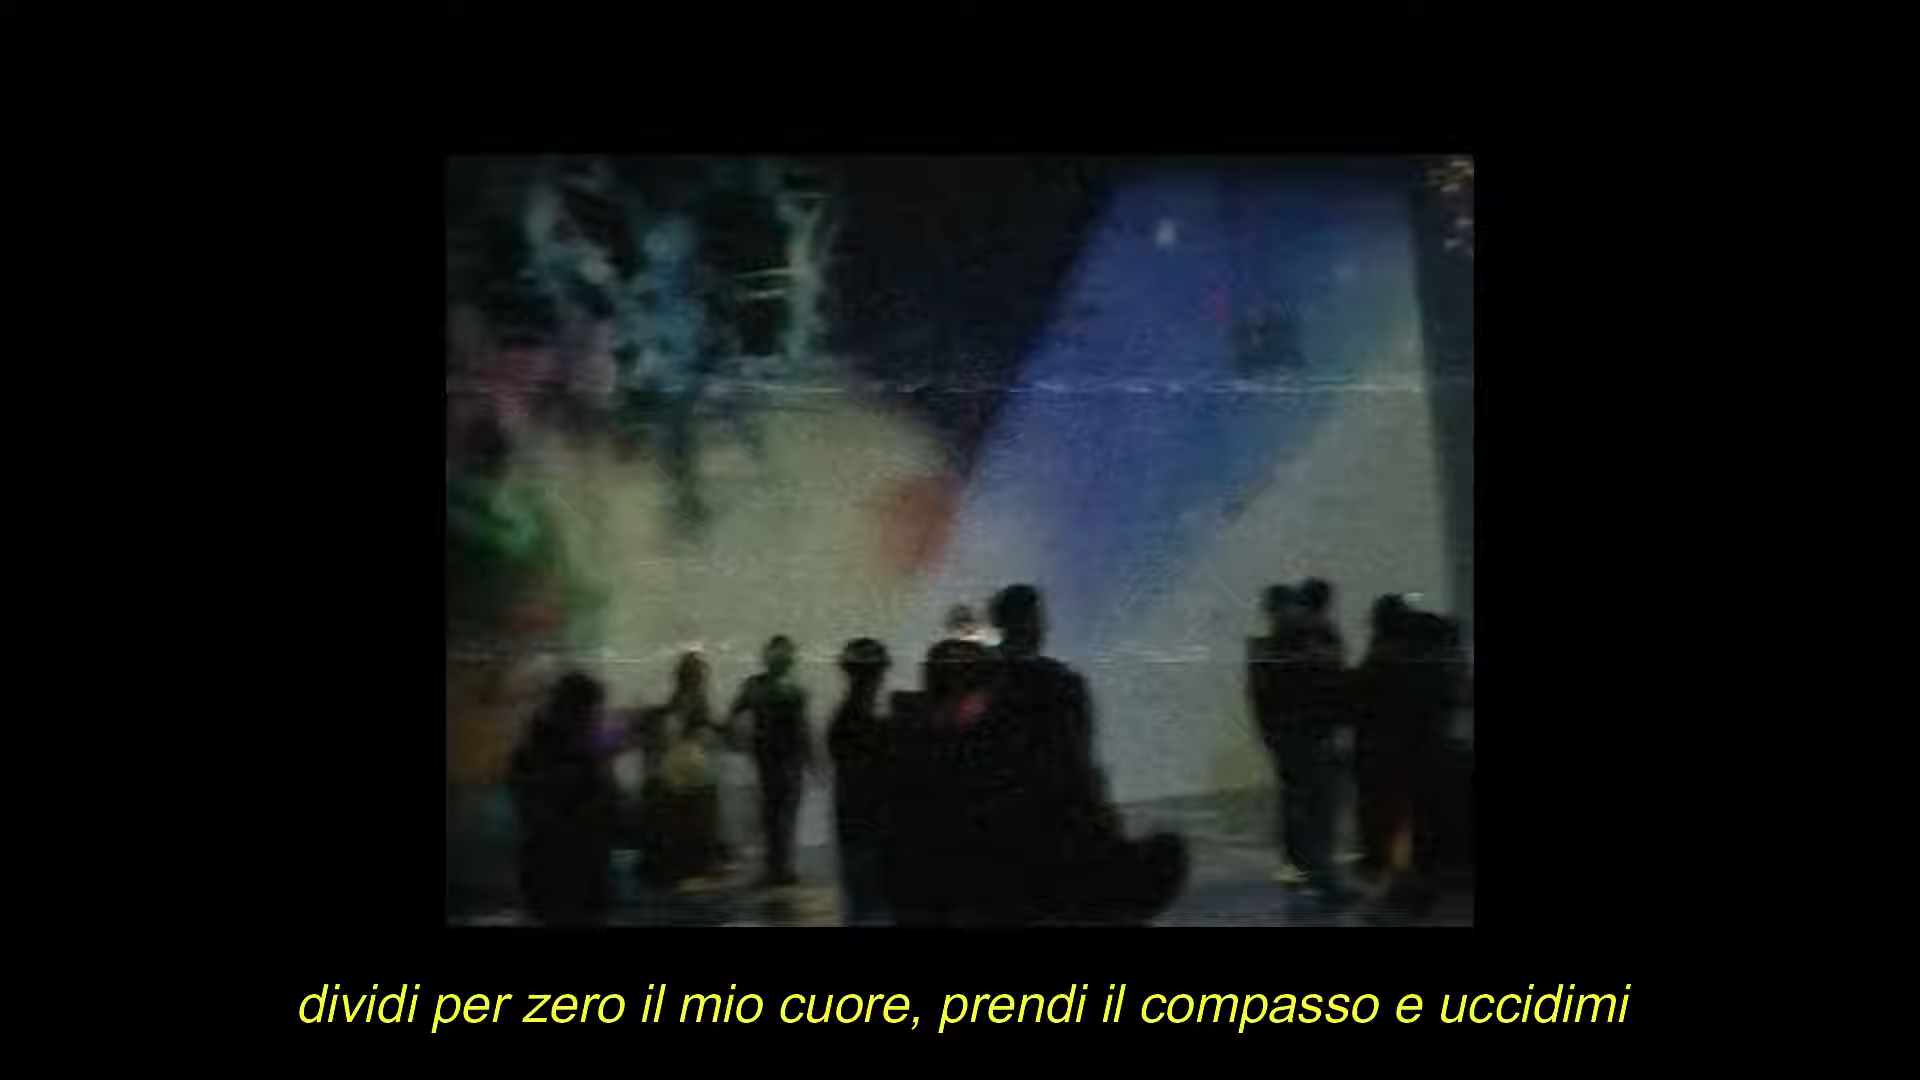 dividi per zero il mio cuore, prendi il compasso e uccidimi